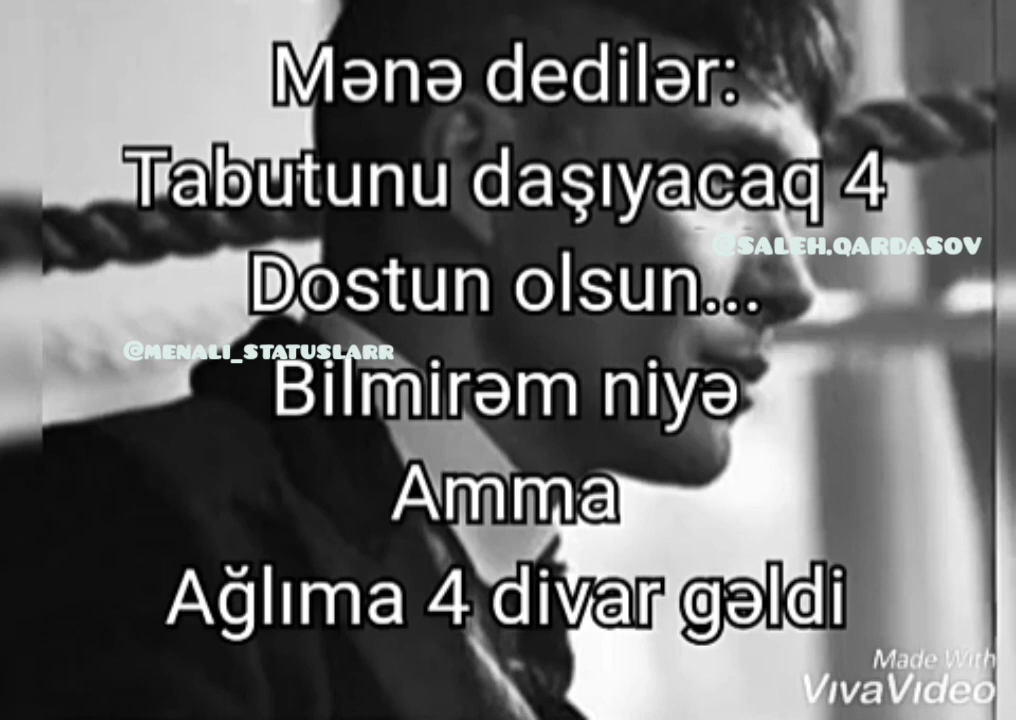 Mənə dedilər:
Tabutunu daşıyacaq 4
@SALEH.QARDASOV
Dostun olsun...
@MENALI_STATUSLARR
Bilmirəm niyə
Amma
Ağlıma 4 divar gəldi
Made With
VivaVideo